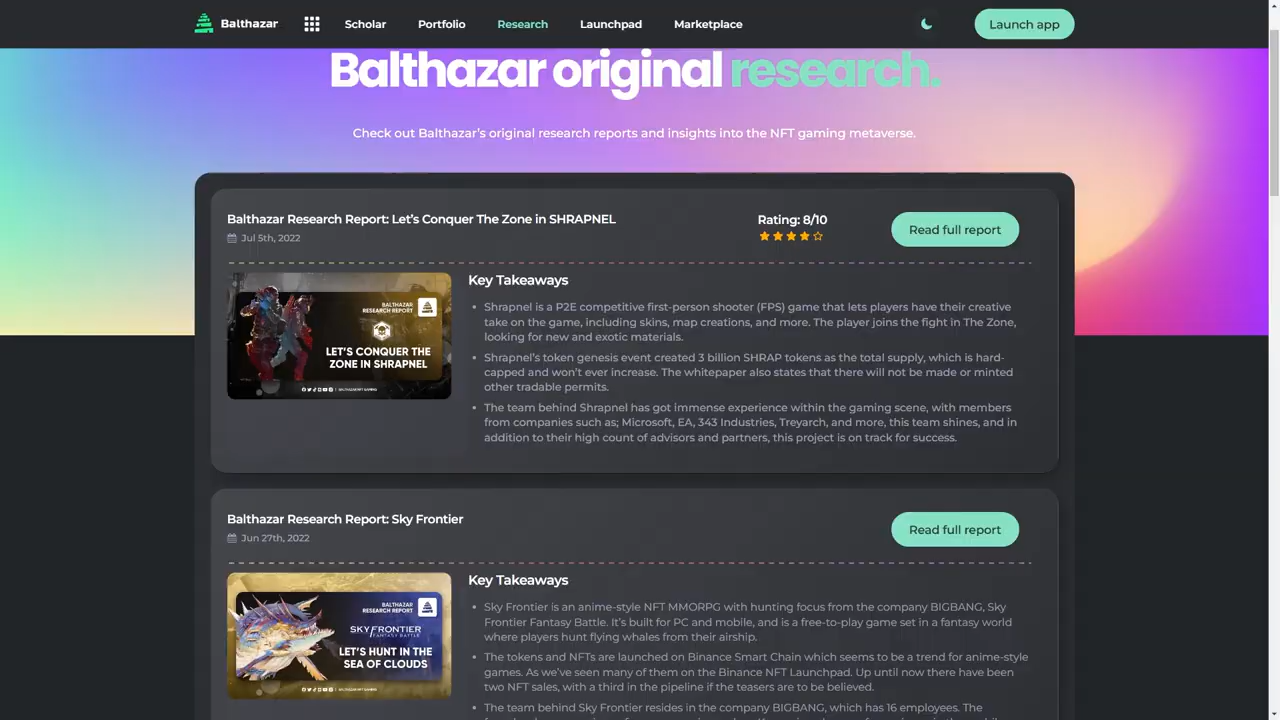 Balthazar
Scholar
Portfolio
Research
Launchpad
Marketplace
Launch app
Balthazar original research.
Check out Balthazar's original research reports and insights into the NFT gaming metaverse.
Balthazar Research Report: Let's Conquer The Zone in SHRAPNEL
Jul 5th, 2022
Rating: 8/10
Read full report
BALTHAZAR
RESEARCH REPORT
LET'S CONQUER THE
ZONE IN SHRAPNEL
BALTHAZAR NFT GAMING
Key Takeaways
Shrapnel is a P2E competitive first-person shooter (FPS) game that lets players have their creative
take on the game, including skins, map creations, and more. The player joins the fight in The Zone,
looking for new and exotic materials.
Shrapnel's token genesis event created 3 billion SHRAP tokens as the total supply, which is hard-
capped and won't ever increase. The whitepaper also states that there will not be made or minted
other tradable permits.
The team behind Shrapnel has got immense experience within the gaming scene, with members
from companies such as; Microsoft, EA, 343 Industries, Treyarch, and more, this team shines, and in
addition to their high count of advisors and partners, this project is on track for success.
Balthazar Research Report: Sky Frontier
Jun 27th, 2022
Read full report
BALTHAZAR
RESEARCH REPORT
SKY FRONTIER
FANTASY BATTLE
LET'S HUNT IN THE
SEA OF CLOUDS
BALTHAZAR NFT GAMING
Key Takeaways
Sky Frontier is an anime-style NFT MMORPG with hunting focus from the company BIGBANG, Sky
Frontier Fantasy Battle. It's built for PC and mobile, and is a free-to-play game set in a fantasy world
where players hunt flying whales from their airship.
The tokens and NFTs are launched on Binance Smart Chain which seems to be a trend for anime-style
games. As we've seen many of them on the Binance NFT Launchpad. Up until now there have been
two NFT sales, with a third in the pipeline if the teasers are to be believed.
The team behind Sky Frontier resides in the company BIGBANG, which has 16 employees. The